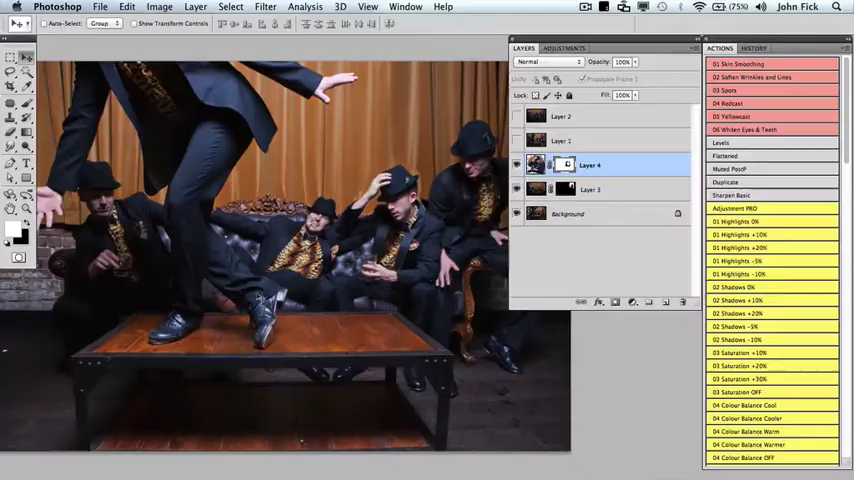 Photoshop File Edit Image Layer Select Filter Analysis 3D View Window Help (75%) John Fick
Auto-Select: Group Show Transform Controls
LAYERS ADJUSTMENTS
Normal Opacity: 100%
Unify: Propagate Frame 1
Lock: Fill: 100%
Layer 2
Layer 1
Layer 4
Layer 3
Background
ACTIONS HISTORY
01 Skin Smoothing
02 Soften Wrinkles and Lines
03 Spots
04 Redcast
05 Yellowcast
06 Whiten Eyes & Teeth
Levels
Flattened
Muted PostP
Duplicate
Sharpen Basic
Adjustment PRO
01 Highlights 0%
01 Highlights +10%
01 Highlights +20%
01 Highlights -5%
01 Highlights -10%
02 Shadows 0%
02 Shadows +10%
02 Shadows +20%
02 Shadows -5%
02 Shadows -10%
03 Saturation +10%
03 Saturation +20%
03 Saturation +30%
03 Saturation OFF
04 Colour Balance Cool
04 Colour Balance Cooler
04 Colour Balance Warm
04 Colour Balance Warmer
04 Colour Balance OFF